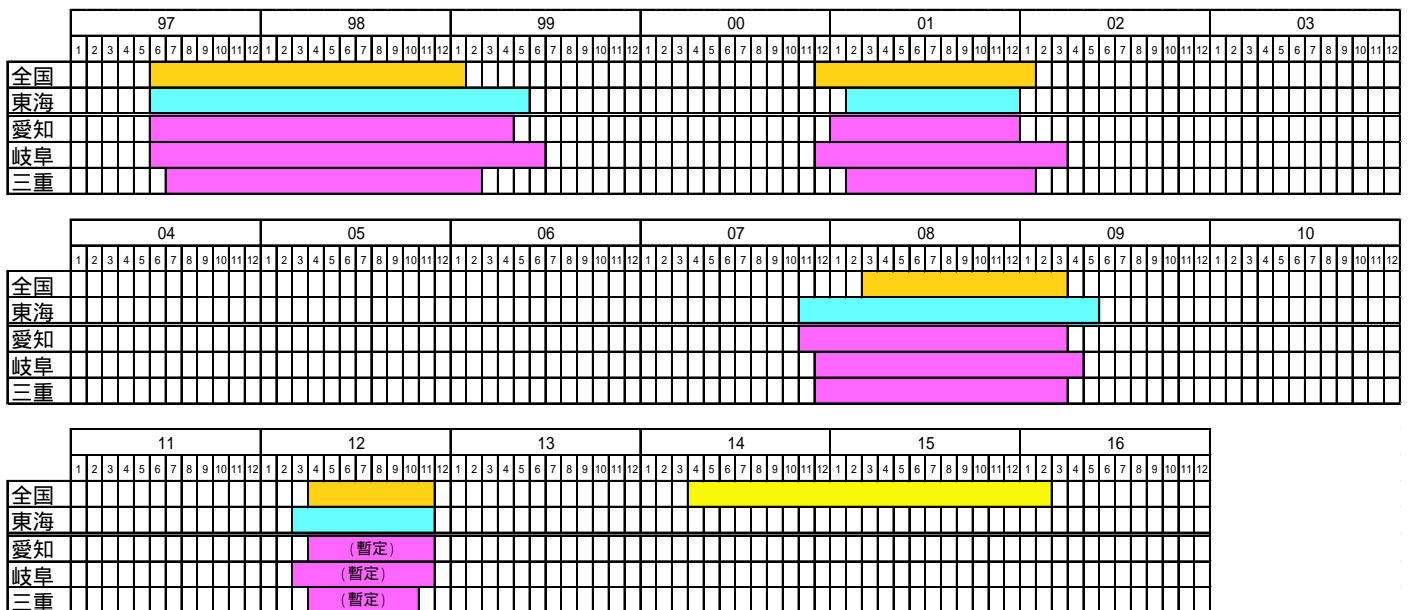 97 98 99 00 01 02 03
1 2 3 4 5 6 7 8 9 10 11 12 1 2 3 4 5 6 7 8 9 10 11 12 1 2 3 4 5 6 7 8 9 10 11 12 1 2 3 4 5 6 7 8 9 10 11 12 1 2 3 4 5 6 7 8 9 10 11 12 1 2 3 4 5 6 7 8 9 10 11 12 1 2 3 4 5 6 7 8 9 10 11 12
全国
東海
愛知
岐阜
三重
04 05 06 07 08 09 10
1 2 3 4 5 6 7 8 9 10 11 12 1 2 3 4 5 6 7 8 9 10 11 12 1 2 3 4 5 6 7 8 9 10 11 12 1 2 3 4 5 6 7 8 9 10 11 12 1 2 3 4 5 6 7 8 9 10 11 12 1 2 3 4 5 6 7 8 9 10 11 12 1 2 3 4 5 6 7 8 9 10 11 12
全国
東海
愛知
岐阜
三重
11 12 13 14 15 16
1 2 3 4 5 6 7 8 9 10 11 12 1 2 3 4 5 6 7 8 9 10 11 12 1 2 3 4 5 6 7 8 9 10 11 12 1 2 3 4 5 6 7 8 9 10 11 12 1 2 3 4 5 6 7 8 9 10 11 12 1 2 3 4 5 6 7 8 9 10 11 12
全国
東海
愛知 (暫定)
岐阜 (暫定)
三重 (暫定)